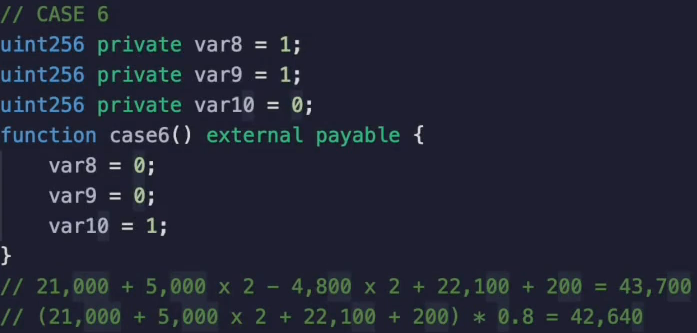 // CASE 6
uint256 private var8 = 1;
uint256 private var9 = 1;
uint256 private var10 = 0;
function case6() external payable {
    var8 = 0;
    var9 = 0;
    var10 = 1;
}
// 21,000 + 5,000 x 2 - 4,800 x 2 + 22,100 + 200 = 43,700
// (21,000 + 5,000 x 2 + 22,100 + 200) * 0.8 = 42,640